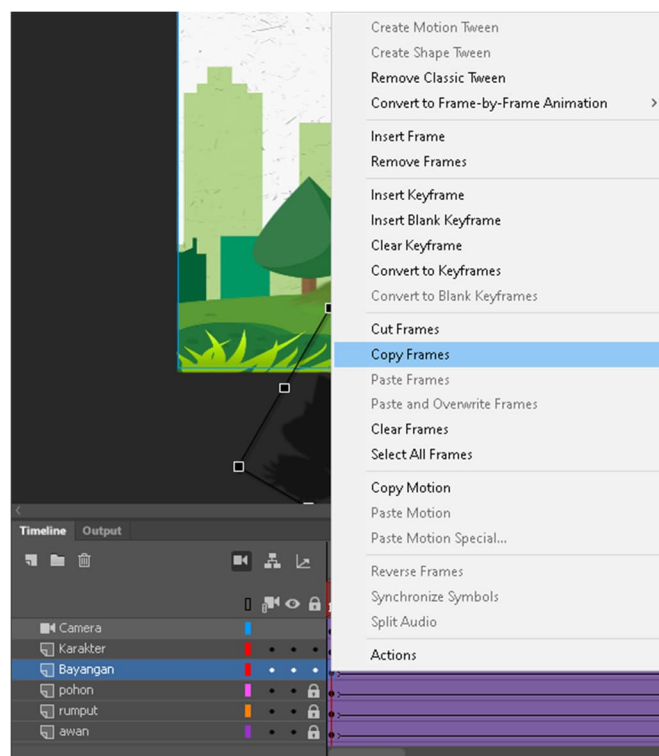 Create Motion Tween
Create Shape Tween
Remove Classic Tween
Convert to Frame-by-Frame Animation
Insert Frame
Remove Frames
Insert Keyframe
Insert Blank Keyframe
Clear Keyframe
Convert to Keyframes
Convert to Blank Keyframes
Cut Frames
Copy Frames
Paste Frames
Paste and Overwrite Frames
Clear Frames
Select All Frames
Copy Motion
Paste Motion
Paste Motion Special...
Reverse Frames
Synchronize Symbols
Split Audio
Actions
Timeline Output
Camera
Karakter
Bayangan
pohon
rumput
awan